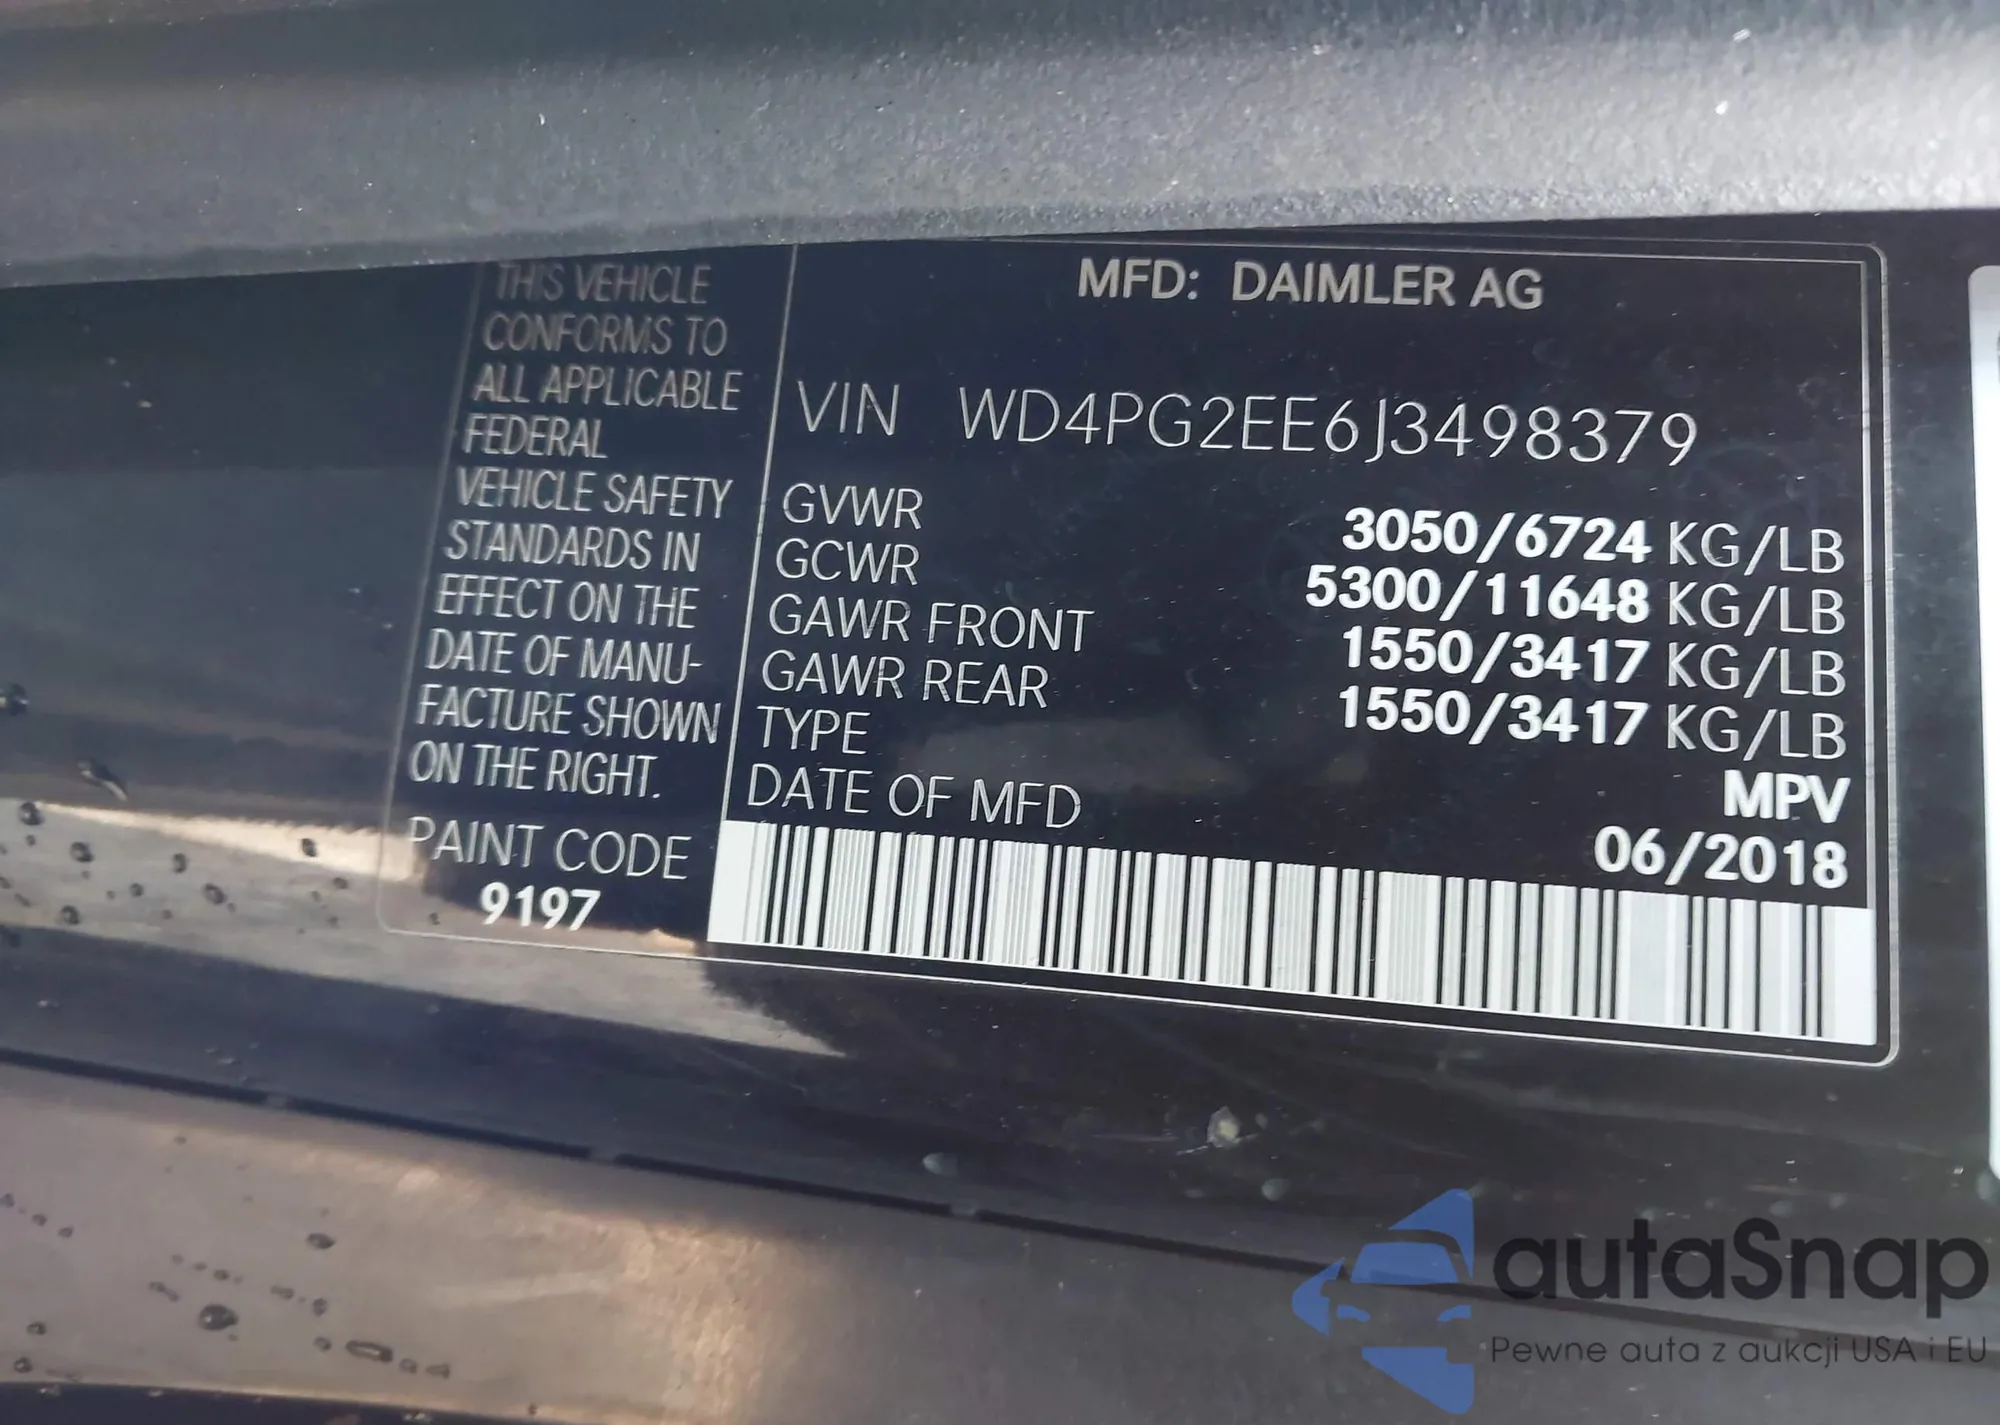 THIS VEHICLE
CONFORMS TO
ALL APPLICABLE
FEDERAL
VEHICLE SAFETY
STANDARDS IN
EFFECT ON THE
DATE OF MANU-
FACTURE SHOWN
ON THE RIGHT.
PAINT CODE
9197
MFD: DAIMLER AG
VIN WD4PG2EE6J3498379
GVWR 3050/6724 KG/LB
GCWR 5300/11648 KG/LB
GAWR FRONT 1550/3417 KG/LB
GAWR REAR 1550/3417 KG/LB
TYPE MPV
DATE OF MFD 06/2018
autaSnap
Pewne auta z aukcji USA i EU